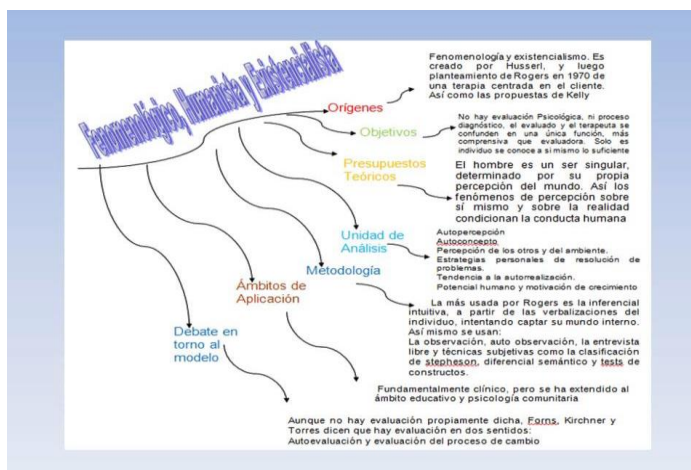 Fenomenológico, Humanista y Existencialista
Orígenes
Fenomenología y existencialismo. Es
creado por Husserl, y luego
planteamiento de Rogers en 1970 de
una terapia centrada en el cliente.
Así como las propuestas de Kelly
Objetivos
No hay evaluación Psicológica, ni proceso
diagnóstico, el evaluado y el terapeuta se
confunden en una única función, más
comprensiva que evaluadora. Solo es
individuo se conoce a si mismo lo suficiente
Presupuestos
Teóricos
El hombre es un ser singular,
determinado por su propia
percepción del mundo. Así los
fenómenos de percepción sobre
sí mismo y sobre la realidad
condicionan la conducta humana
Unidad de
Análisis
Autopercepción
Autoconcepto
Percepción de los otros y del ambiente.
Estrategias personales de resolución de
problemas.
Tendencia a la autorrealización.
Potencial humano y motivación de crecimiento
Metodología
La más usada por Rogers es la inferencial
intuitiva, a partir de las verbalizaciones del
individuo, intentando captar su mundo interno.
Así mismo se usan:
La observación, auto observación, la entrevista
libre y técnicas subjetivas como la clasificación
de stepheson, diferencial semántico y tests de
constructos.
Ámbitos de
Aplicación
Fundamentalmente clínico, pero se ha extendido al
ámbito educativo y psicología comunitaria
Debate en
torno al
modelo
Aunque no hay evaluación propiamente dicha, Forns, Kirchner y
Torres dicen que hay evaluación en dos sentidos:
Autoevaluación y evaluación del proceso de cambio